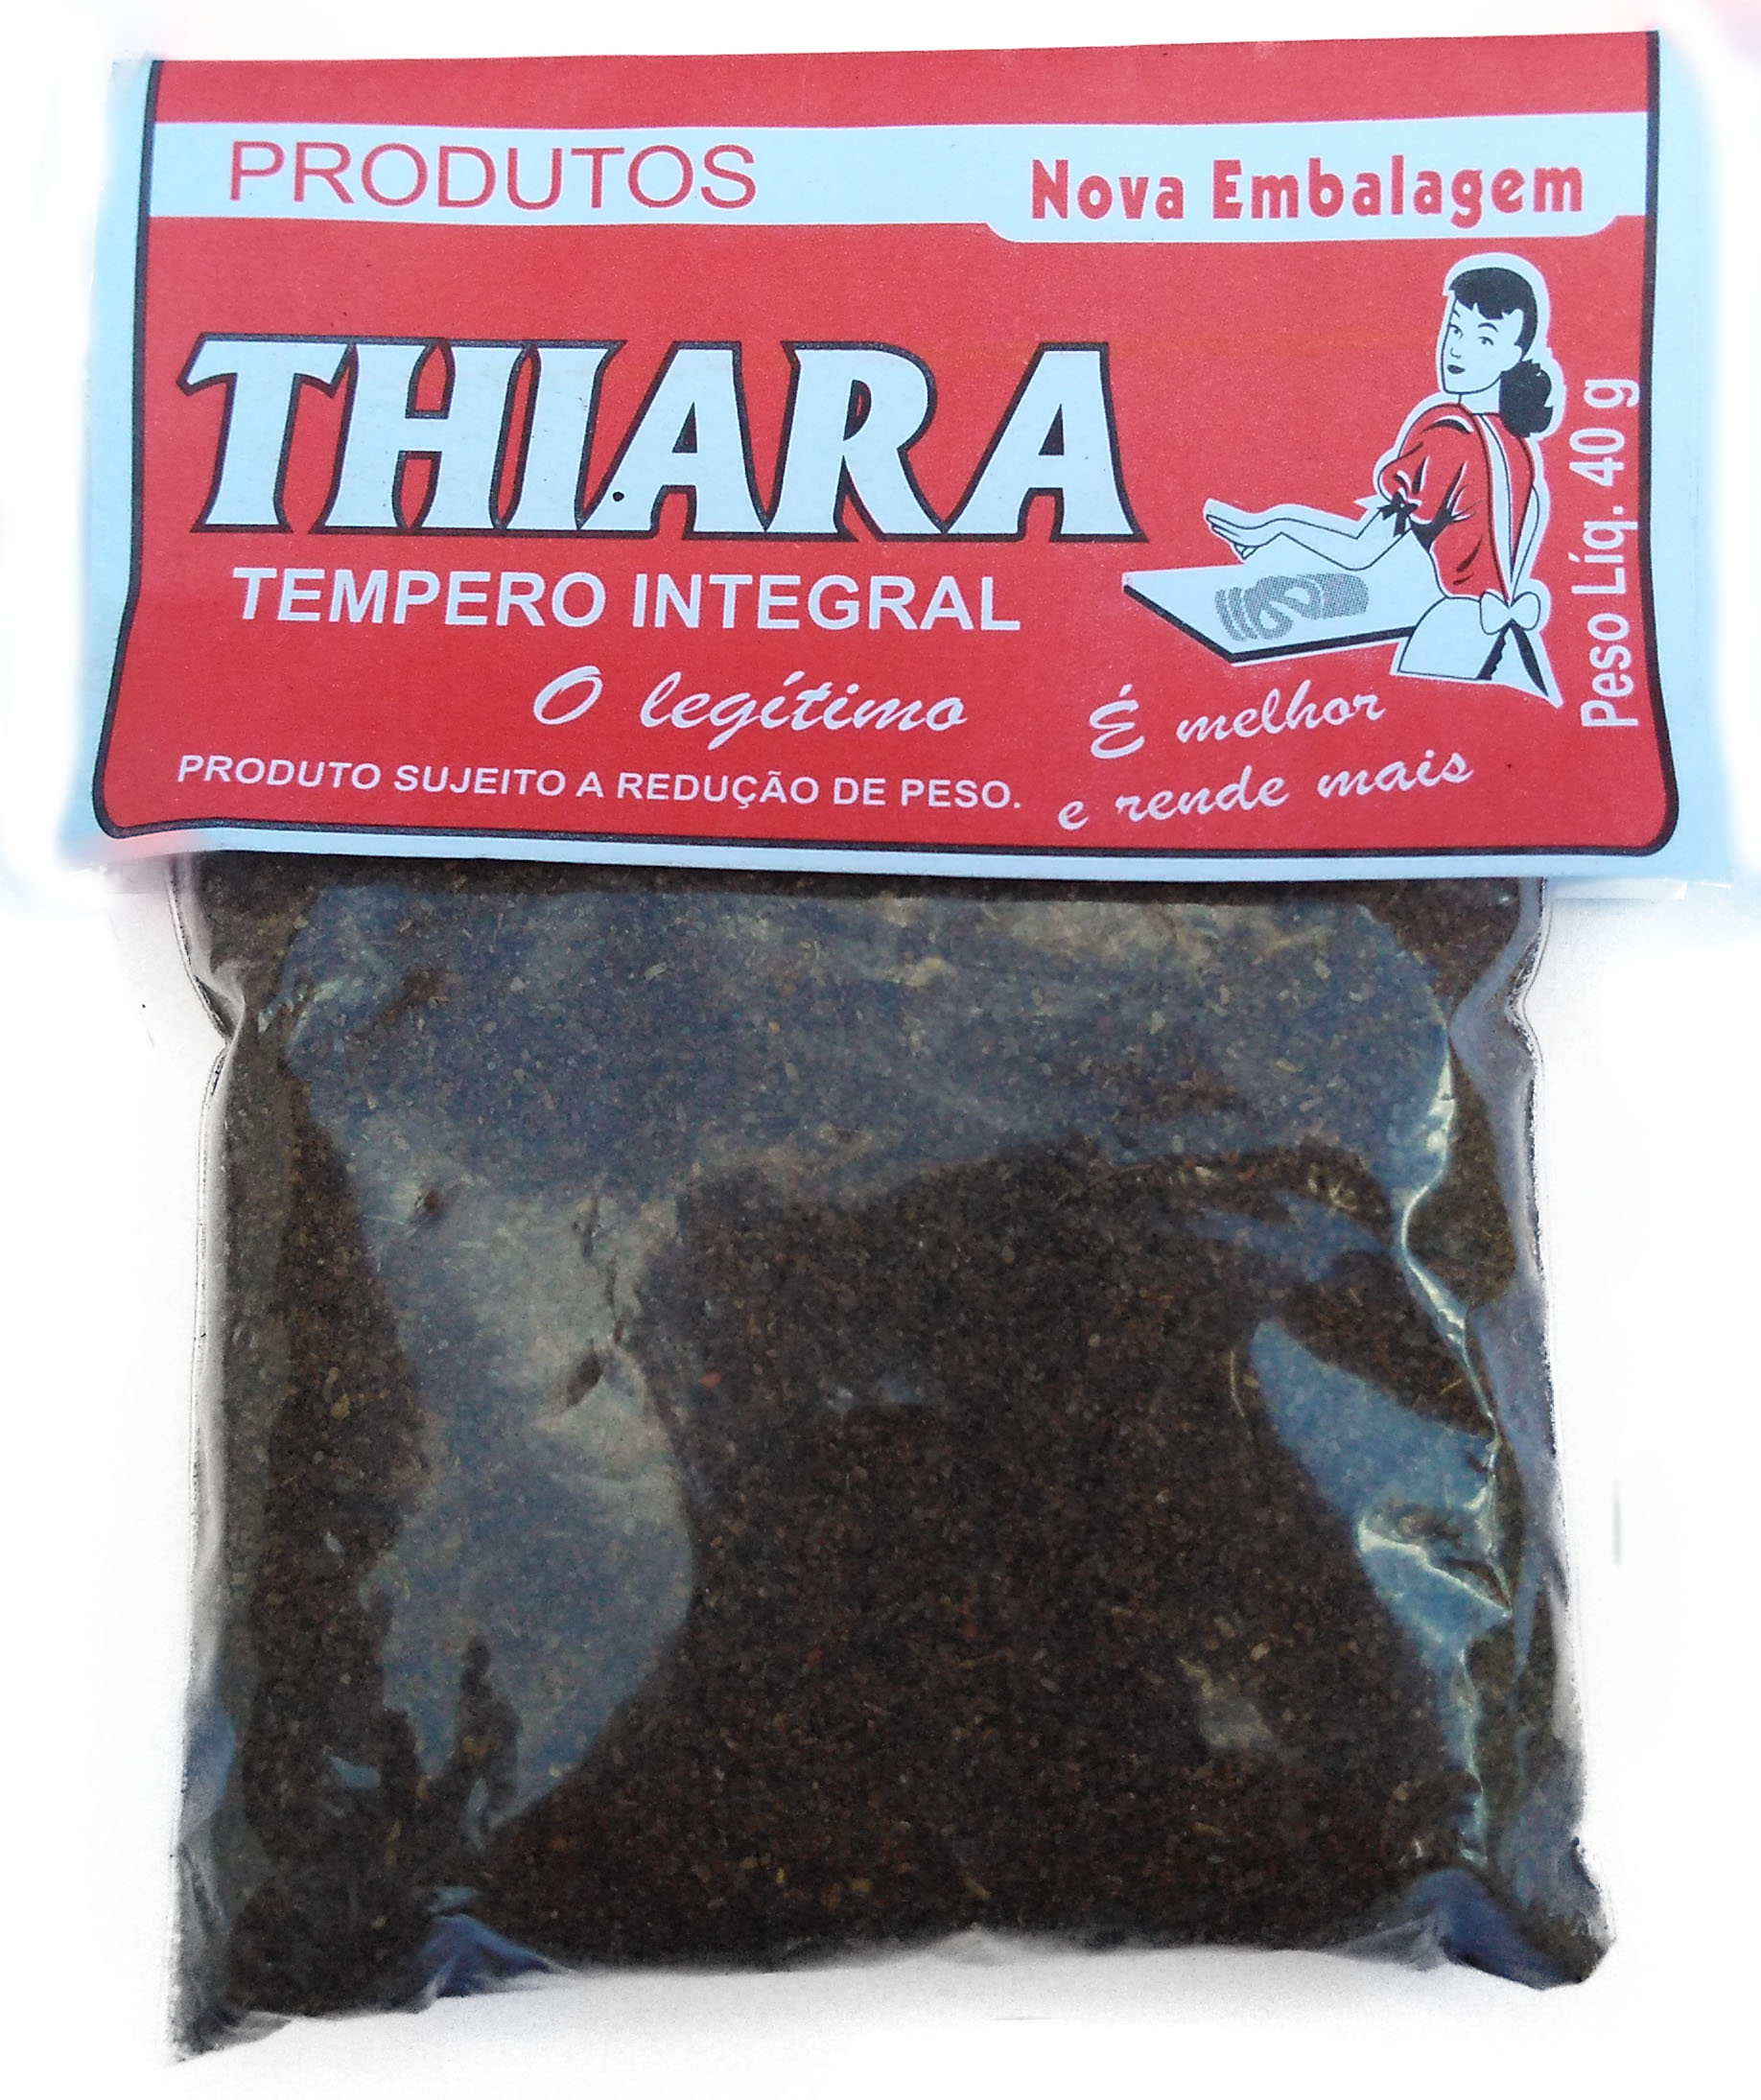 PRODUTOS
Nova Embalagem
THIARA
TEMPERO INTEGRAL
O legítimo
PRODUTO SUJEITO A REDUÇÃO DE PESO.
É melhor
e rende mais
Peso Líq. 40 g